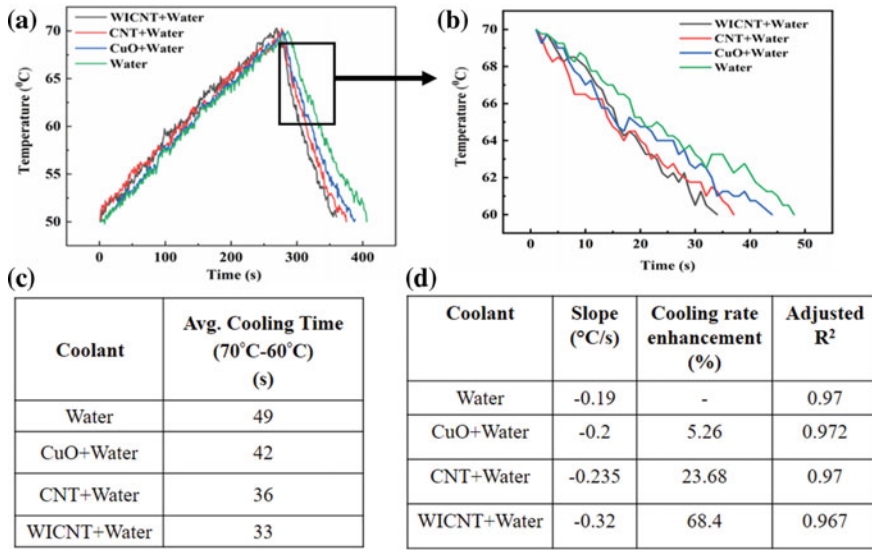 (a)
WICNT+Water
CNT+Water
CuO+Water
Water
Temperature (⁰C)
70
65
60
55
50
0 100 200 300 400
Time (s)
(b)
WICNT+Water
CNT+Water
CuO+Water
Water
Temperature (⁰C)
70
68
66
64
62
60
0 10 20 30 40 50
Time (s)
(c)
Coolant Avg. Cooling Time
(70°C-60°C)
(s)
Water 49
CuO+Water 42
CNT+Water 36
WICNT+Water 33
(d)
Coolant Slope Cooling rate Adjusted
(°C/s) enhancement R²
(%)
Water -0.19 - 0.97
CuO+Water -0.2 5.26 0.972
CNT+Water -0.235 23.68 0.97
WICNT+Water -0.32 68.4 0.967